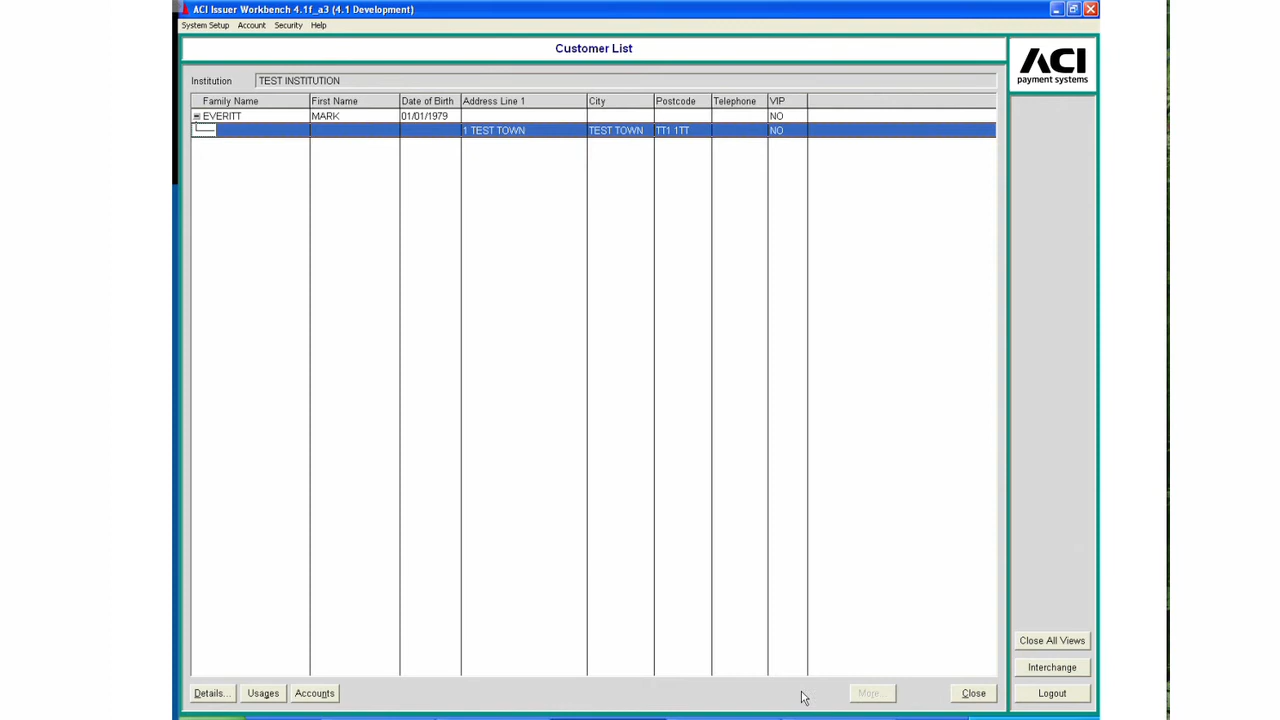 ACI Issuer Workbench 4.1f_a3 (4.1 Development)
System Setup Account Security Help
Customer List
ACI
payment systems
Institution TEST INSTITUTION
Family Name First Name Date of Birth Address Line 1 City Postcode Telephone VIP
EVERITT MARK 01/01/1979 NO
1 TEST TOWN TEST TOWN TT1 1TT NO
Close All Views
Interchange
Details... Usages Accounts More... Close Logout